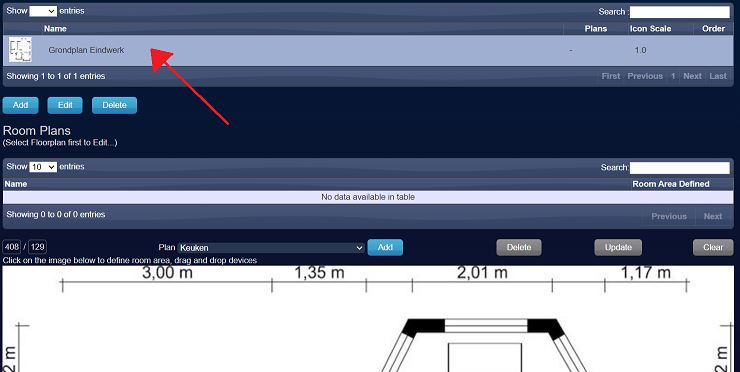 Show entries Search :
Name Plans Icon Scale Order
Grondplan Eindwerk - 1.0
Showing 1 to 1 of 1 entries First Previous 1 Next Last
Add Edit Delete
Room Plans
(Select Floorplan first to Edit...)
Show 10 entries Search:
Name Room Area Defined
No data available in table
Showing 0 to 0 of 0 entries Previous Next
408 / 129 Plan Keuken Add Delete Update Clear
Click on the image below to define room area, drag and drop devices
3,00 m 1,35 m 2,01 m 1,17 m
2 m 2 m